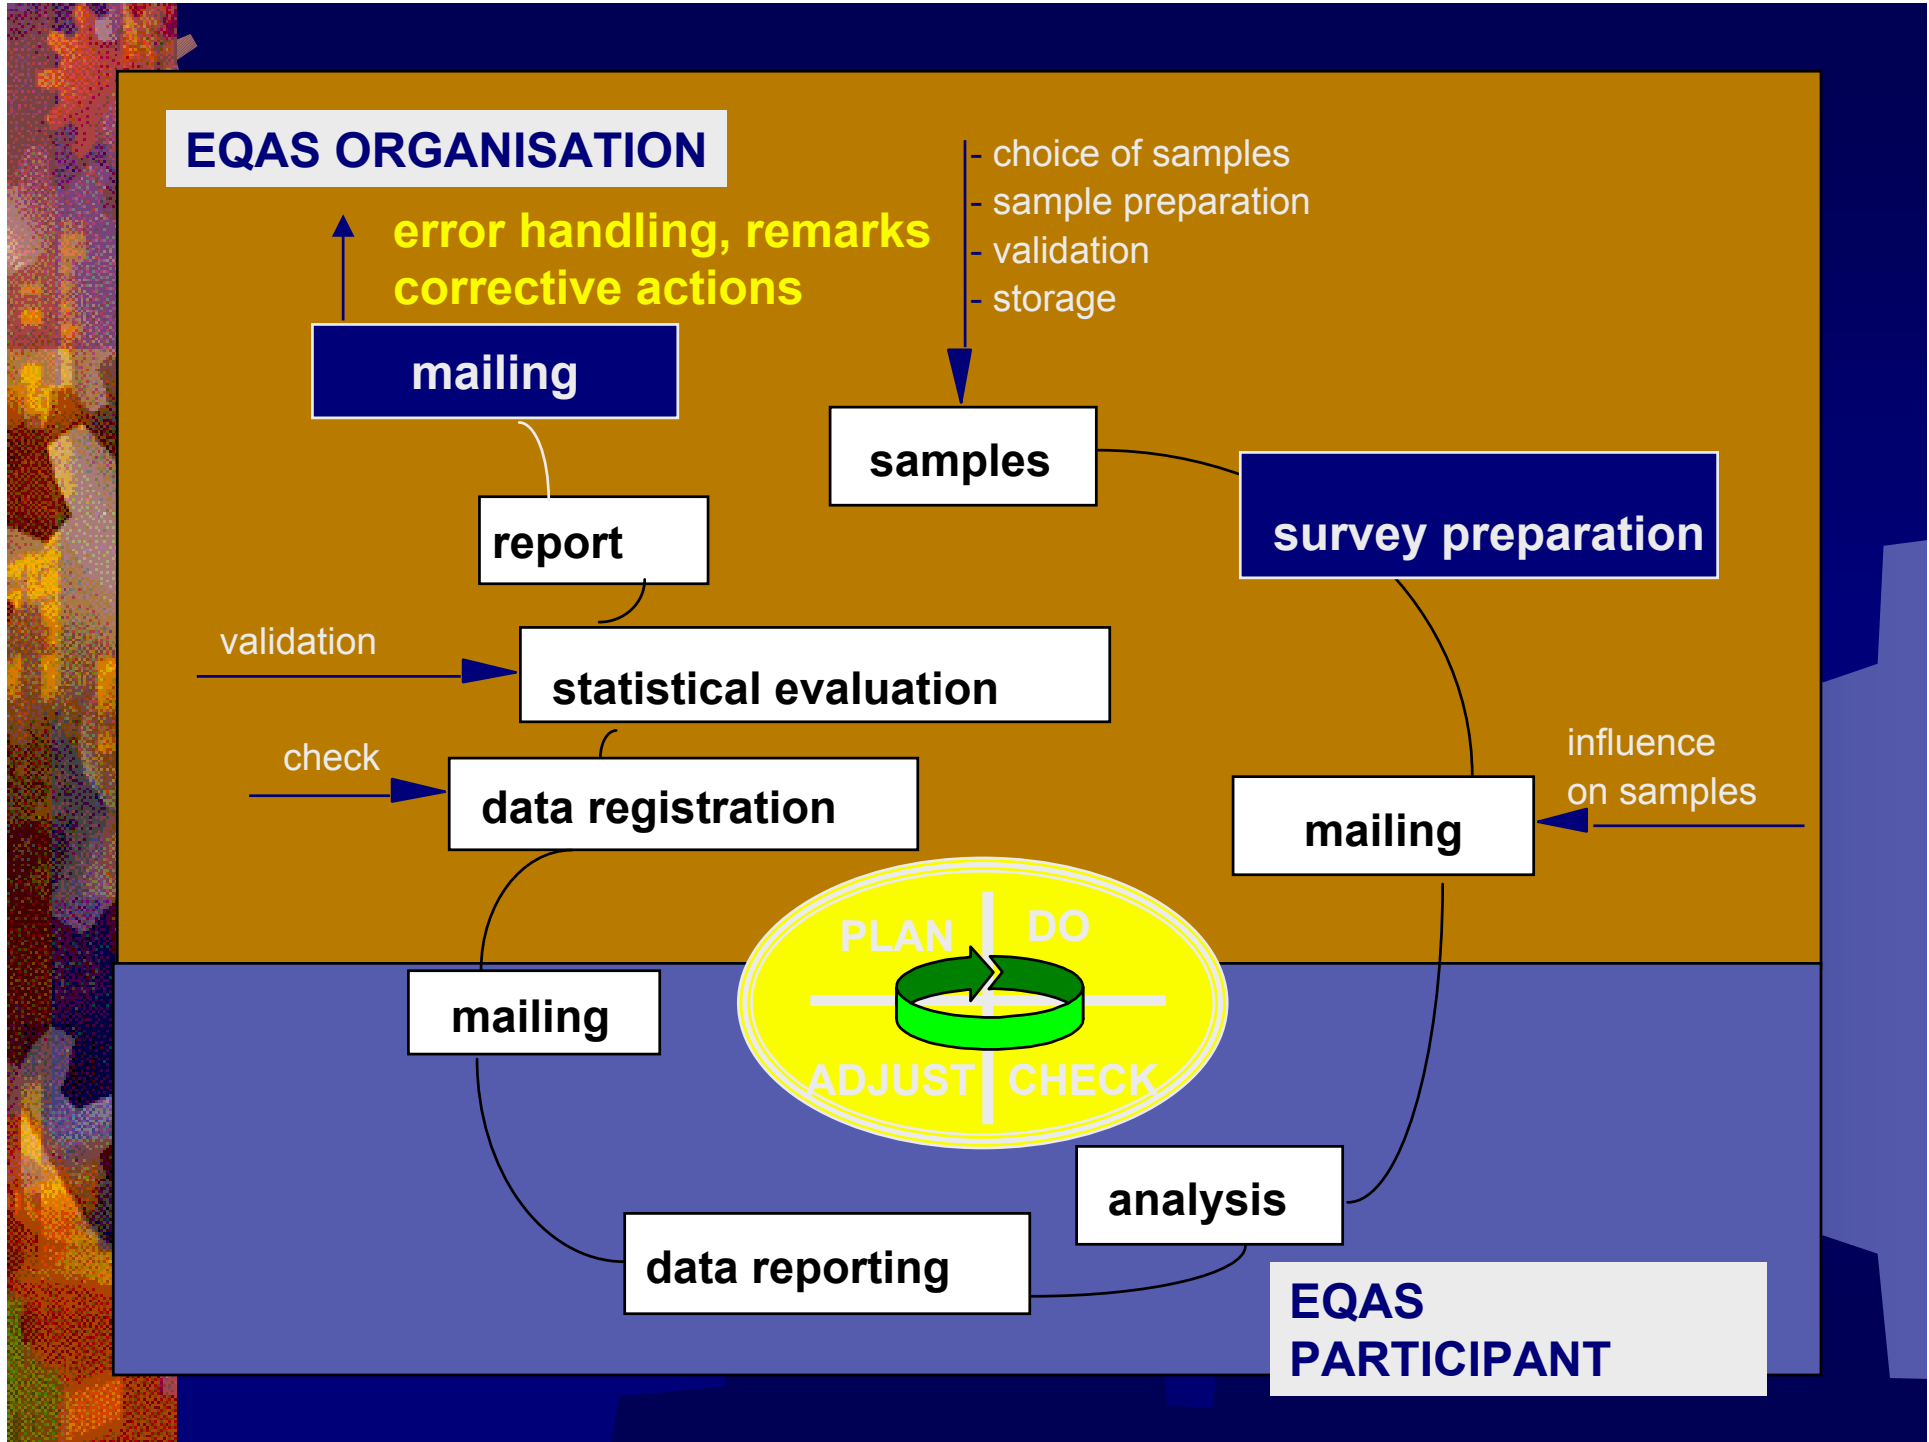 EQAS ORGANISATION
error handling, remarks
corrective actions
- choice of samples
- sample preparation
- validation
- storage
mailing
samples
survey preparation
report
validation
statistical evaluation
check
data registration
influence
on samples
mailing
PLAN
DO
mailing
ADJUST
CHECK
analysis
data reporting
EQAS
PARTICIPANT